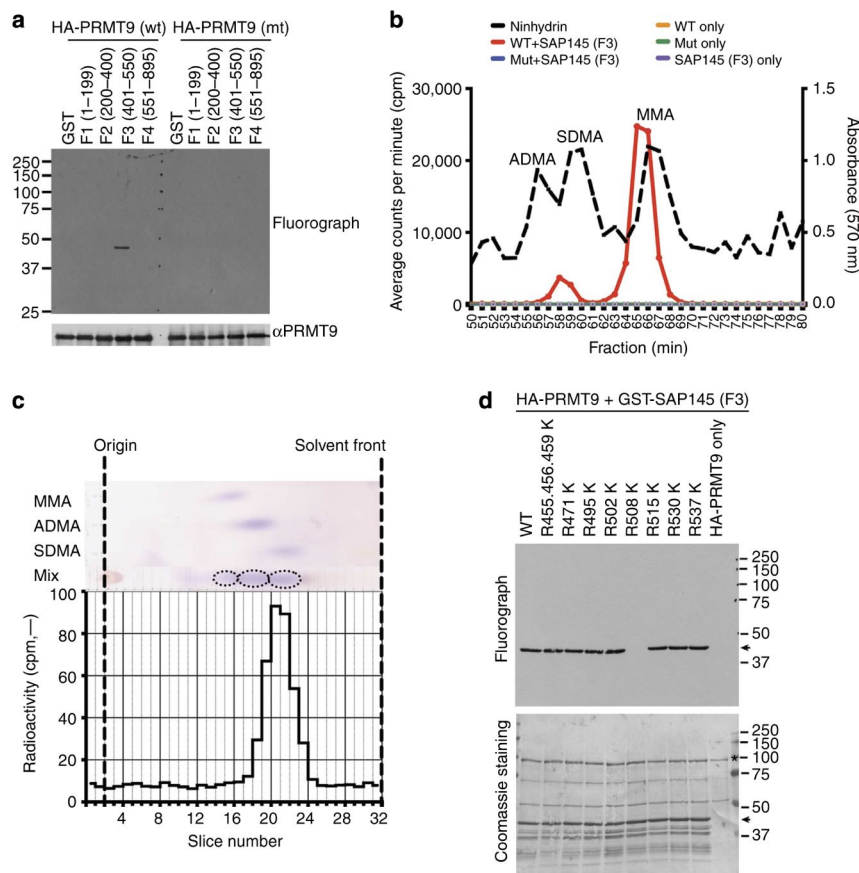 a
HA-PRMT9 (wt) HA-PRMT9 (mt)
GST
F1 (1–199)
F2 (200–400)
F3 (401–550)
F4 (551–895)
GST
F1 (1–199)
F2 (200–400)
F3 (401–550)
F4 (551–895)
250
150
100
75
50
37
25
Fluorograph
αPRMT9
b
Ninhydrin
WT+SAP145 (F3)
Mut+SAP145 (F3)
WT only
Mut only
SAP145 (F3) only
Average counts per minute (cpm)
30,000
20,000
10,000
0
ADMA
SDMA
MMA
1.5
1.0
0.5
0.0
Absorbance (570 nm)
50 51 52 53 54 55 56 57 58 59 60 61 62 63 64 65 66 67 68 69 70 71 72 73 74 75 76 77 78 79 80
Fraction (min)
c
Origin Solvent front
MMA
ADMA
SDMA
Mix
Radioactivity (cpm,—)
100
80
60
40
20
0
4 8 12 16 20 24 28 32
Slice number
d
HA-PRMT9 + GST-SAP145 (F3)
WT
R455.456.459 K
R471 K
R495 K
R502 K
R508 K
R515 K
R530 K
R537 K
HA-PRMT9 only
Fluorograph
250
150
100
75
50
37
Coomassie staining
250
150
100
*
75
50
37